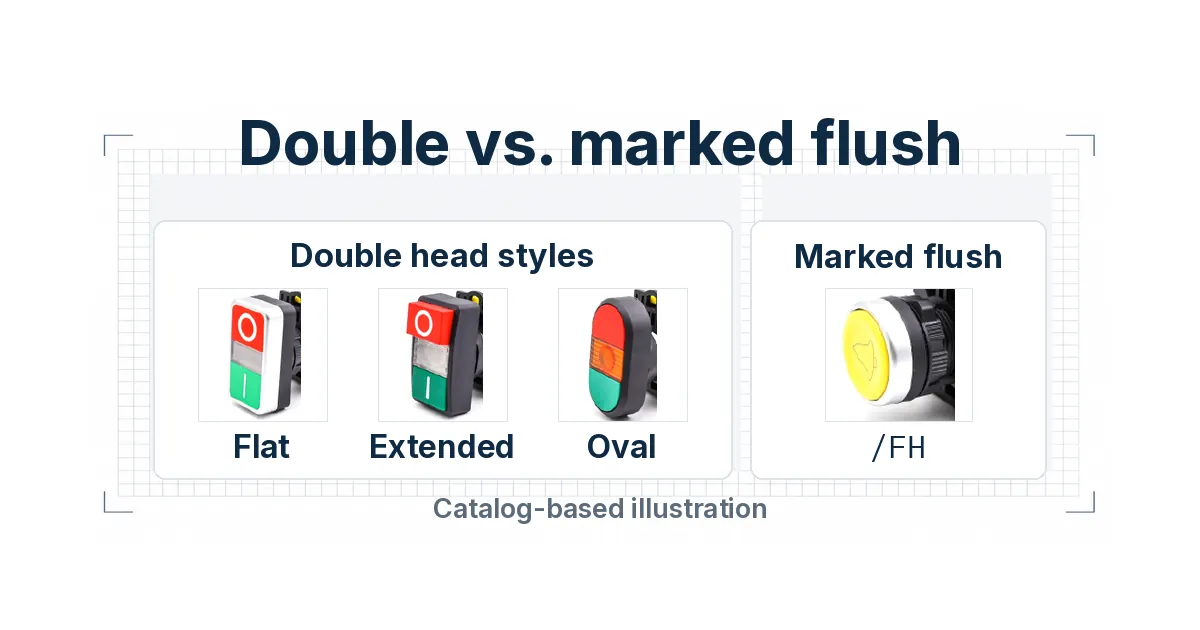 Double vs. marked flush
Double head styles
Flat
Extended
Oval
Marked flush
/FH
Catalog-based illustration